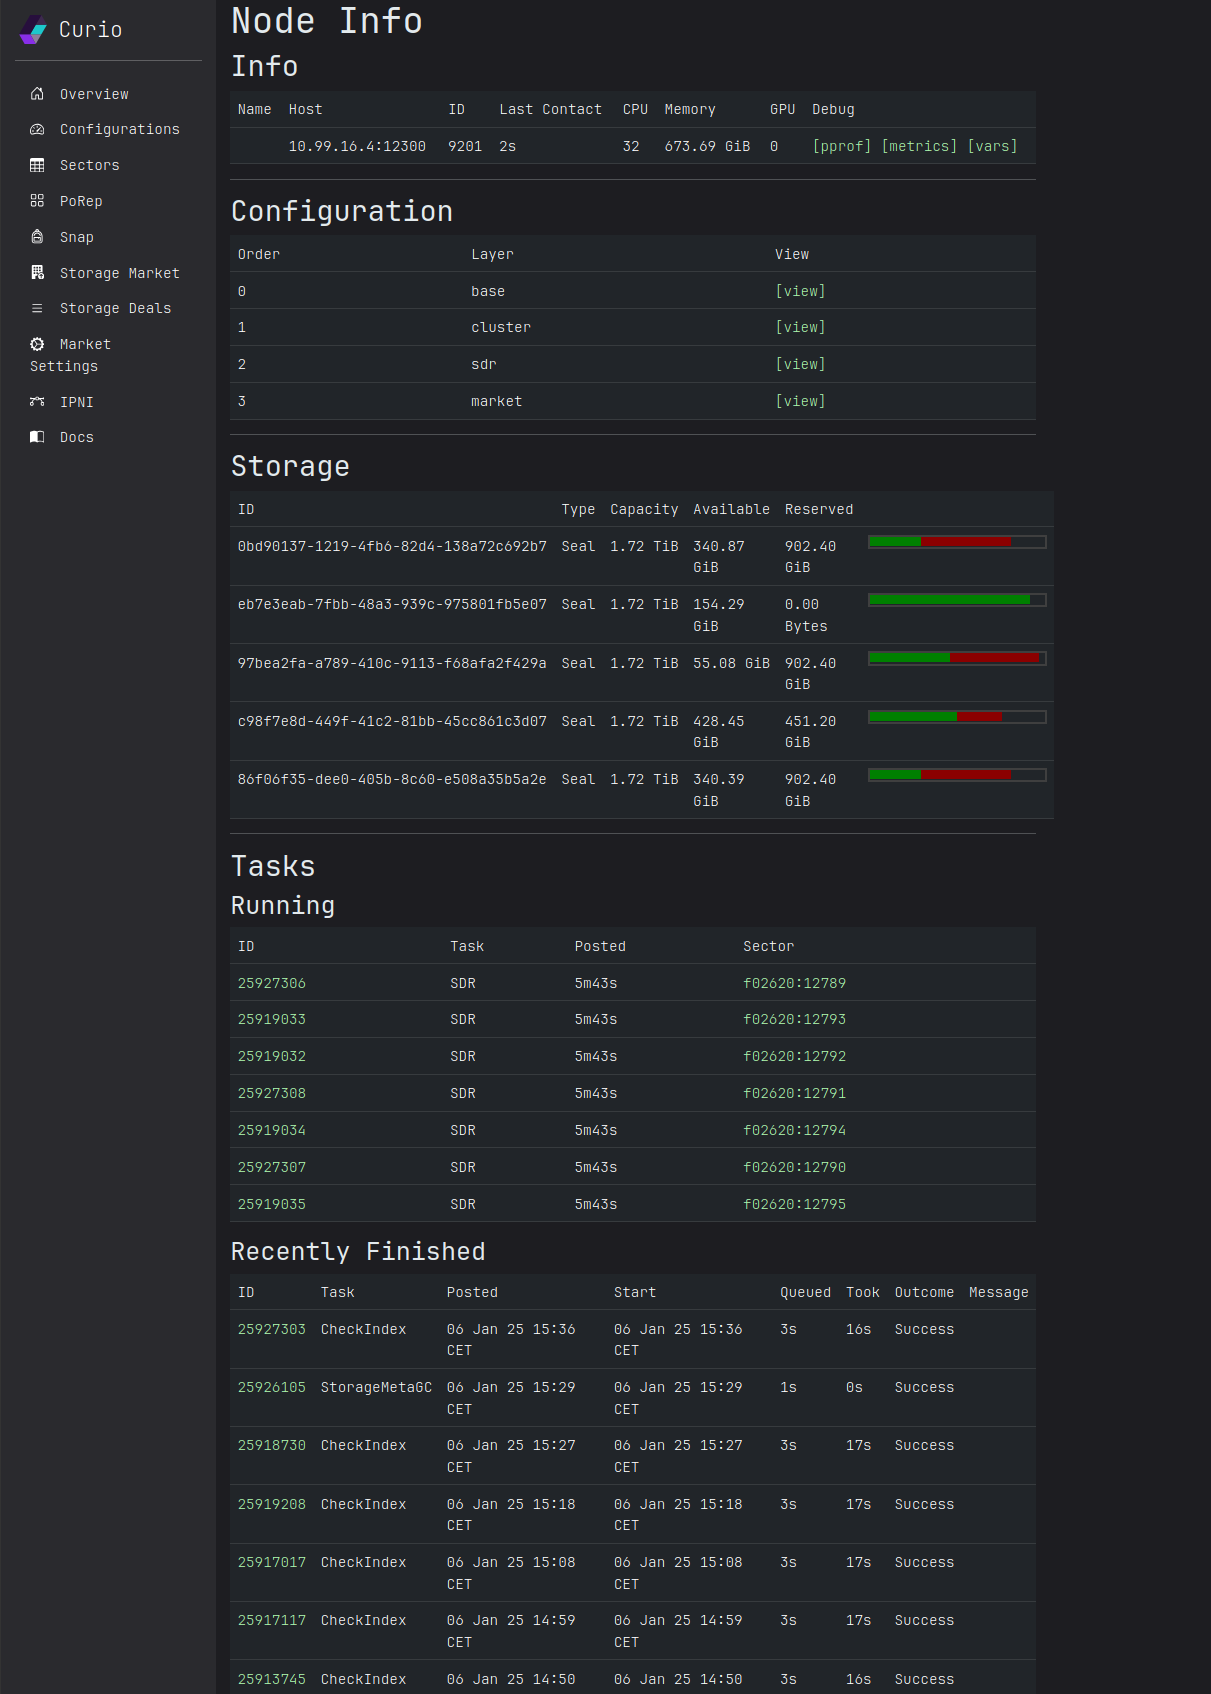 Curio
Overview
Configurations
Sectors
PoRep
Snap
Storage Market
Storage Deals
Market
Settings
IPNI
Docs
Node Info
Info
Name Host ID Last Contact CPU Memory GPU Debug
10.99.16.4:12300 9201 2s 32 673.69 GiB 0 [pprof] [metrics] [vars]
Configuration
Order Layer View
0 base [view]
1 cluster [view]
2 sdr [view]
3 market [view]
Storage
ID Type Capacity Available Reserved
0bd90137-1219-4fb6-82d4-138a72c692b7 Seal 1.72 TiB 340.87 902.40
GiB GiB
eb7e3eab-7fbb-48a3-939c-975801fb5e07 Seal 1.72 TiB 154.29 0.00
GiB Bytes
97bea2fa-a789-410c-9113-f68afa2f429a Seal 1.72 TiB 55.08 GiB 902.40
GiB
c98f7e8d-449f-41c2-81bb-45cc861c3d07 Seal 1.72 TiB 428.45 451.20
GiB GiB
86f06f35-dee0-405b-8c60-e508a35b5a2e Seal 1.72 TiB 340.39 902.40
GiB GiB
Tasks
Running
ID Task Posted Sector
25927306 SDR 5m43s f02620:12789
25919033 SDR 5m43s f02620:12793
25919032 SDR 5m43s f02620:12792
25927308 SDR 5m43s f02620:12791
25919034 SDR 5m43s f02620:12794
25927307 SDR 5m43s f02620:12790
25919035 SDR 5m43s f02620:12795
Recently Finished
ID Task Posted Start Queued Took Outcome Message
25927303 CheckIndex 06 Jan 25 15:36 06 Jan 25 15:36 3s 16s Success
CET CET
25926105 StorageMetaGC 06 Jan 25 15:29 06 Jan 25 15:29 1s 0s Success
CET CET
25918730 CheckIndex 06 Jan 25 15:27 06 Jan 25 15:27 3s 17s Success
CET CET
25919208 CheckIndex 06 Jan 25 15:18 06 Jan 25 15:18 3s 17s Success
CET CET
25917017 CheckIndex 06 Jan 25 15:08 06 Jan 25 15:08 3s 17s Success
CET CET
25917117 CheckIndex 06 Jan 25 14:59 06 Jan 25 14:59 3s 17s Success
CET CET
25913745 CheckIndex 06 Jan 25 14:50 06 Jan 25 14:50 3s 16s Success